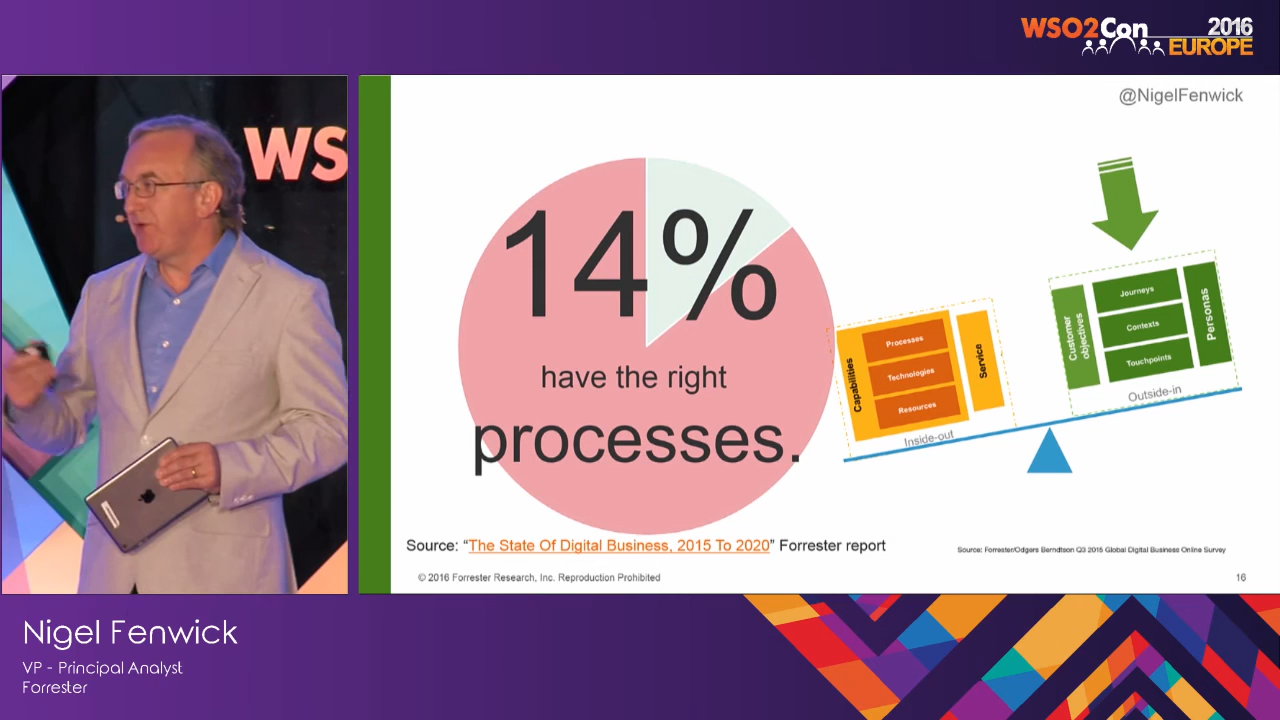 WSO2Con 2016
EUROPE
WS
@NigelFenwick
14%
have the right
processes.
Capabilities
Processes
Technologies
Resources
Service
Inside-out
Customer
objectives
Journeys
Contexts
Touchpoints
Personas
Outside-in
Source: “The State Of Digital Business, 2015 To 2020” Forrester report
Source: Forrester/Odgers Berndtson Q3 2015 Global Digital Business Online Survey
© 2016 Forrester Research, Inc. Reproduction Prohibited
16
Nigel Fenwick
VP - Principal Analyst
Forrester